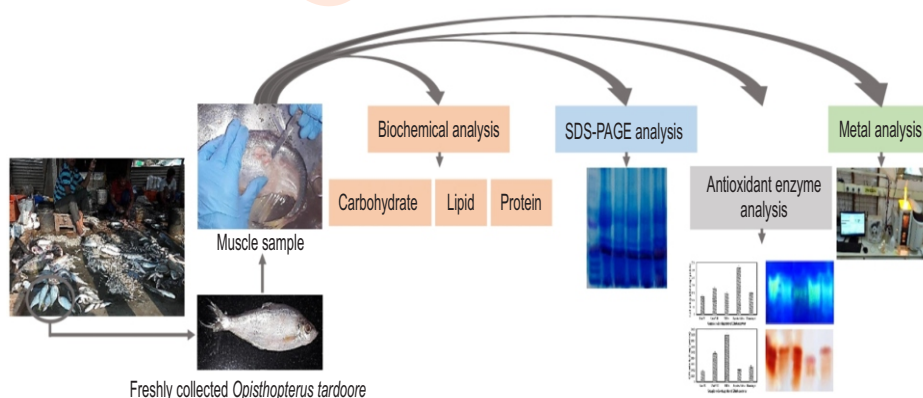 Biochemical analysis
SDS-PAGE analysis
Metal analysis
Carbohydrate
Lipid
Protein
Antioxidant enzyme
analysis
Muscle sample
Freshly collected Opisthopterus tardoore